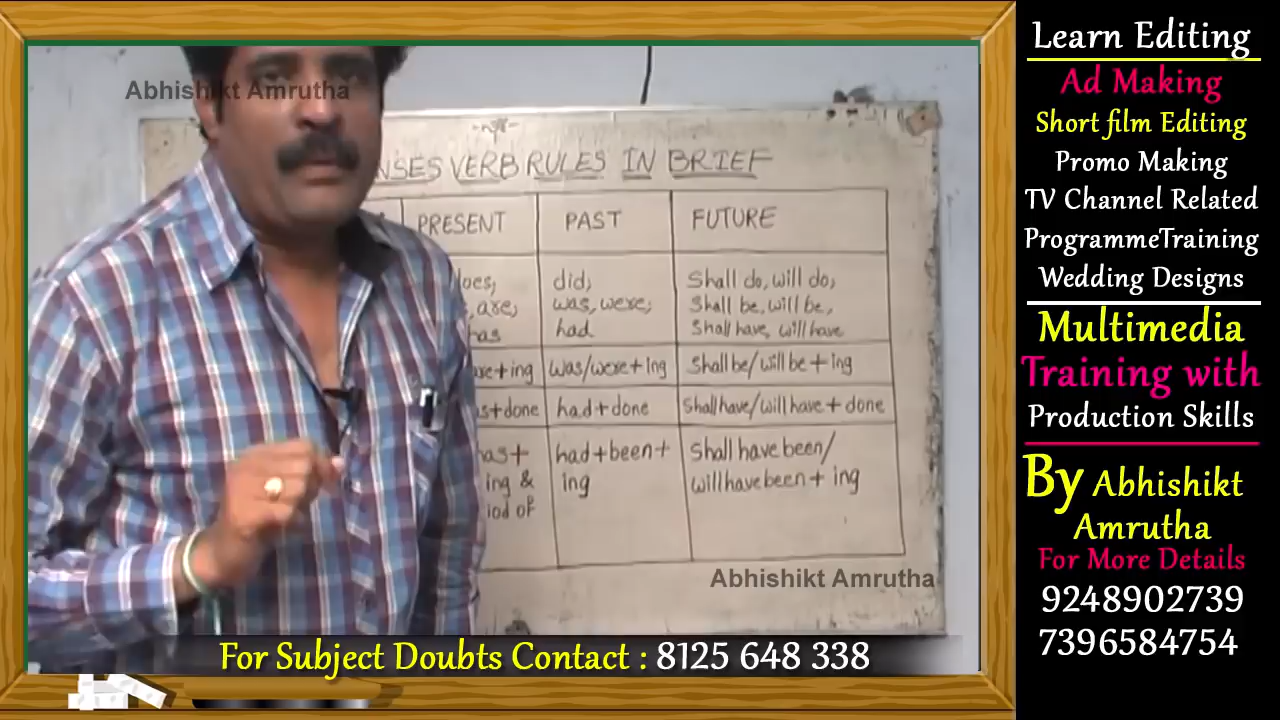 Abhishikt Amrutha
TENSES VERB RULES IN BRIEF
PRESENT
PAST
FUTURE
does,
are,
has
did,
was, were,
had
Shall do, will do,
Shall be, will be,
Shall have, will have
+ing
was/were+ing
Shall be/will be + ing
+done
had+done
Shall have/will have + done
has+
ing &
of
had+been+
ing
Shall have been/
will have been + ing
Abhishikt Amrutha
For Subject Doubts Contact : 8125 648 338
Learn Editing
Ad Making
Short film Editing
Promo Making
TV Channel Related
ProgrammeTraining
Wedding Designs
Multimedia
Training with
Production Skills
By Abhishikt
Amrutha
For More Details
9248902739
7396584754